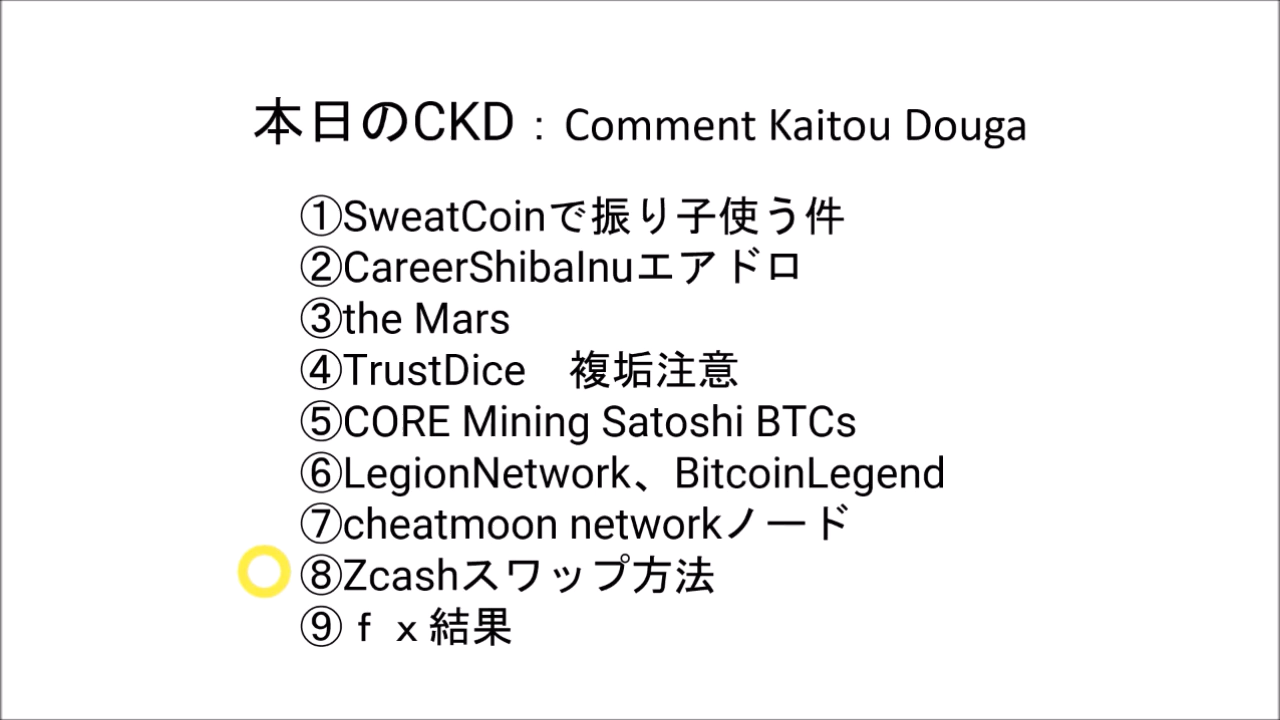 本日のCKD：Comment Kaitou Douga
①SweatCoinで振り子使う件
②CareerShibaInuエアドロ
③the Mars
④TrustDice　複垢注意
⑤CORE Mining Satoshi BTCs
⑥LegionNetwork、BitcoinLegend
⑦cheatmoon networkノード
⑧Zcashスワップ方法
⑨ｆｘ結果